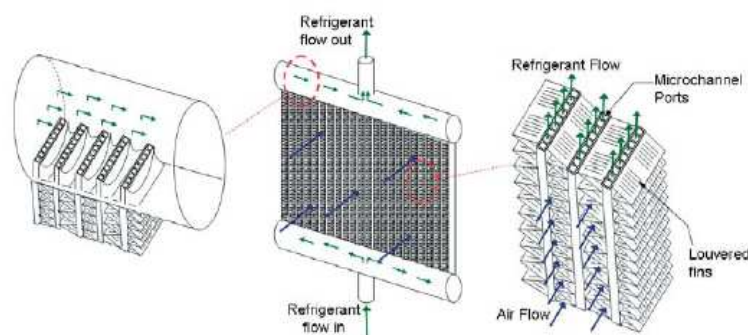 Refrigerant
flow out
Refrigerant Flow
Microchannel
Ports
Louvered
fins
Air Flow
Refrigerant
flow in